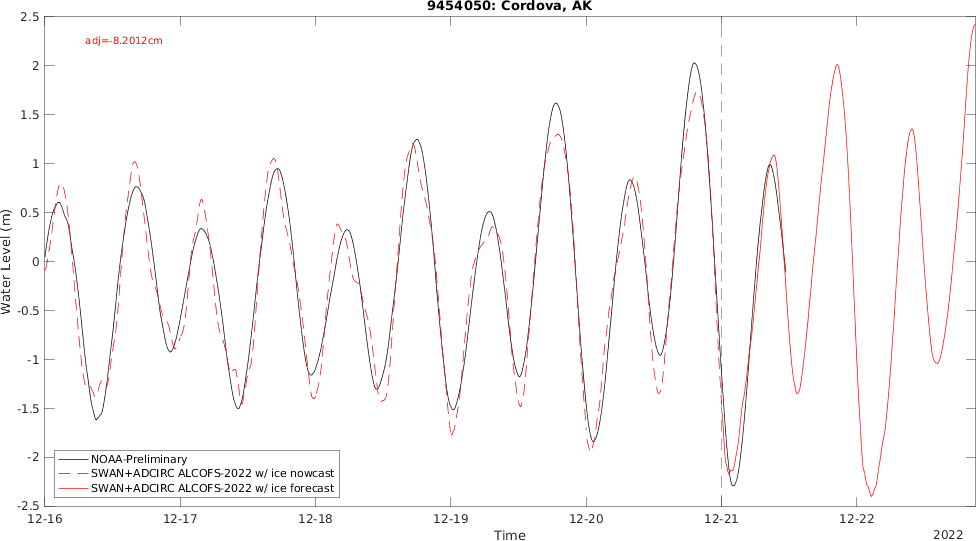 9454050: Cordova, AK
adj=-8.2012cm
2.5
2
1.5
1
0.5
0
-0.5
-1
-1.5
-2
-2.5
Water Level (m)
NOAA-Preliminary
SWAN+ADCIRC ALCOFS-2022 w/ ice nowcast
SWAN+ADCIRC ALCOFS-2022 w/ ice forecast
12-16 12-17 12-18 12-19 12-20 12-21 12-22
Time
2022